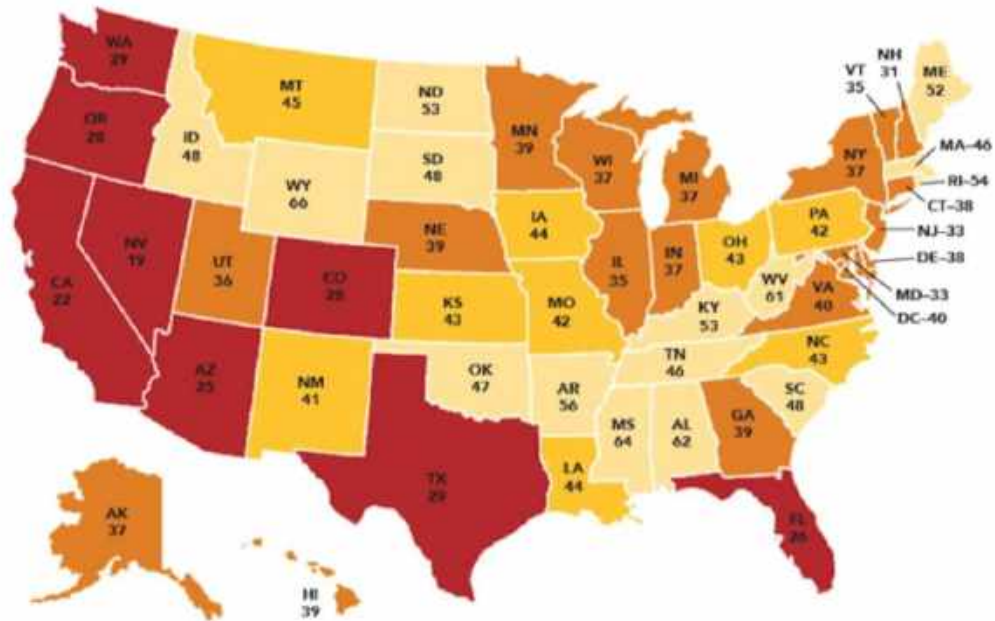 WA
29
OR
28
CA
22
NV
19
ID
48
MT
45
WY
66
UT
36
CO
AZ
25
NM
41
ND
53
SD
48
NE
39
KS
43
OK
47
TX
29
MN
39
IA
44
MO
42
AR
56
LA
44
WI
37
IL
35
MI
37
IN
37
OH
43
KY
53
TN
46
MS
64
AL
62
GA
39
FL
26
SC
48
NC
43
VA
40
WV
61
PA
42
NY
37
VT
35
NH
31
ME
52
MA–46
RI–54
CT–38
NJ–33
DE–38
MD–33
DC–40
AK
37
HI
39